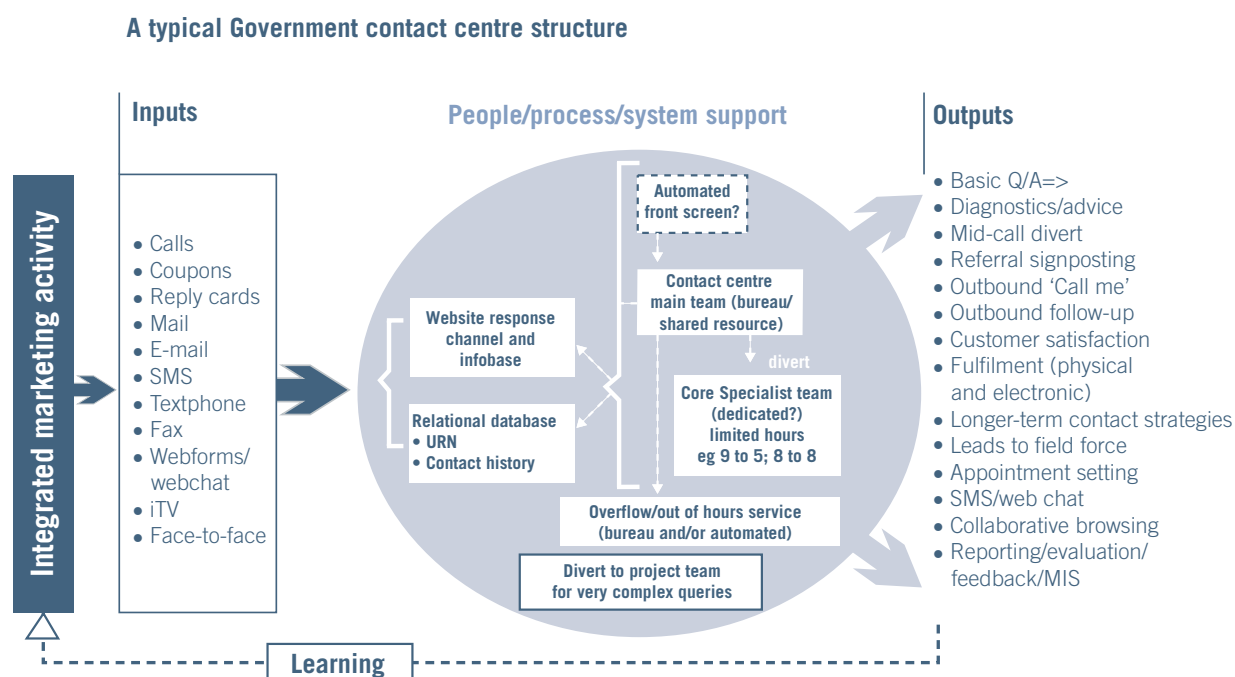 A typical Government contact centre structure
Integrated marketing activity
Inputs
• Calls
• Coupons
• Reply cards
• Mail
• E-mail
• SMS
• Textphone
• Fax
• Webforms/
webchat
• iTV
• Face-to-face
People/process/system support
Automated
front screen?
Contact centre
main team (bureau/
shared resource)
Website response
channel and
infobase
divert
Core Specialist team
(dedicated?)
limited hours
eg 9 to 5; 8 to 8
Relational database
• URN
• Contact history
Overflow/out of hours service
(bureau and/or automated)
Divert to project team
for very complex queries
Outputs
• Basic Q/A=>
• Diagnostics/advice
• Mid-call divert
• Referral signposting
• Outbound ‘Call me’
• Outbound follow-up
• Customer satisfaction
• Fulfilment (physical
and electronic)
• Longer-term contact strategies
• Leads to field force
• Appointment setting
• SMS/web chat
• Collaborative browsing
• Reporting/evaluation/
feedback/MIS
Learning